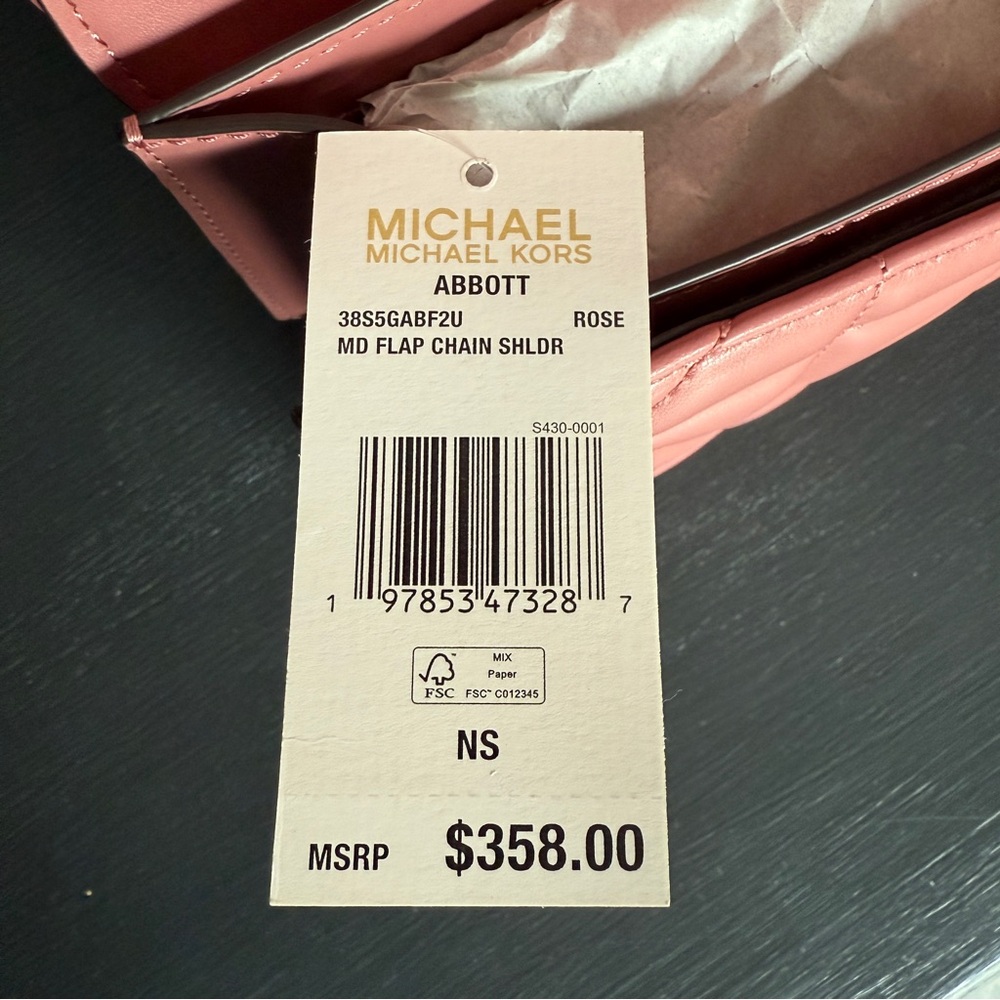 MICHAEL
MICHAEL KORS
ABBOTT
38S5GABF2U ROSE
MD FLAP CHAIN SHLDR
S430-0001
1 97853 47328 7
FSC™ MIX
Paper
FSC™ C012345
NS
MSRP $358.00